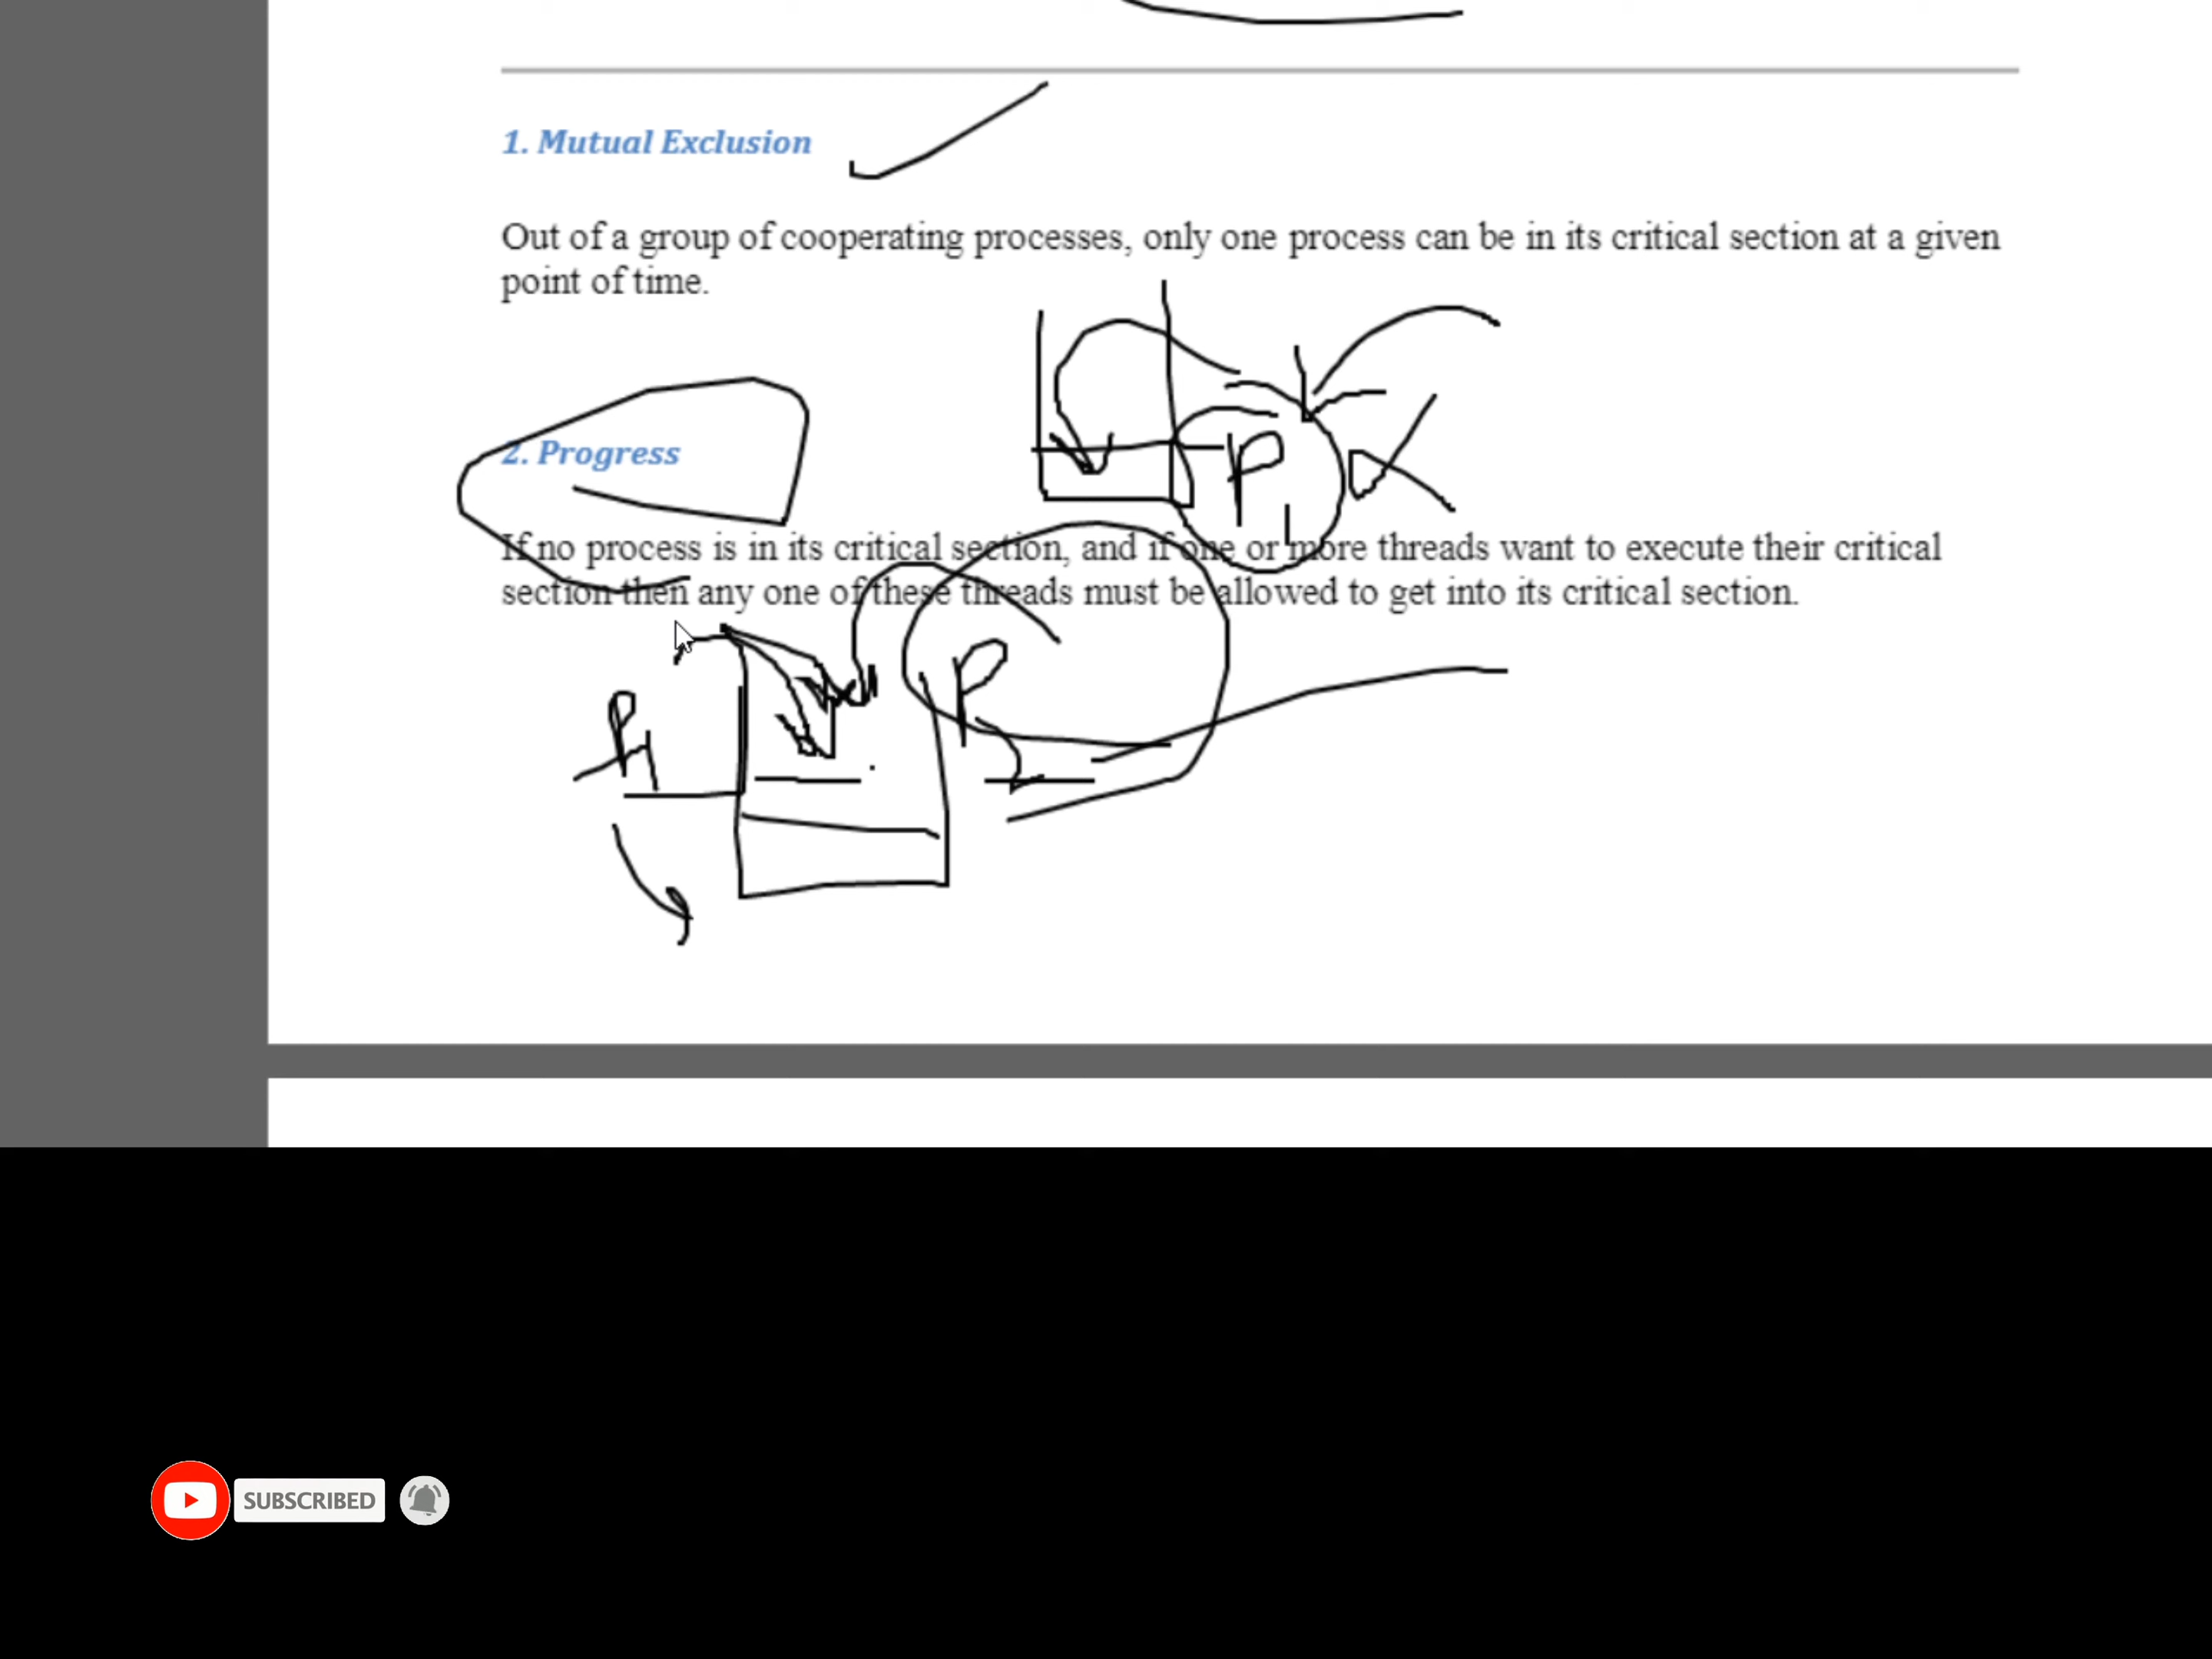 1. Mutual Exclusion
Out of a group of cooperating processes, only one process can be in its critical section at a given
point of time.
P1
2. Progress
If no process is in its critical section, and if one or more threads want to execute their critical
section then any one of these threads must be allowed to get into its critical section.
P1
P2
SUBSCRIBED